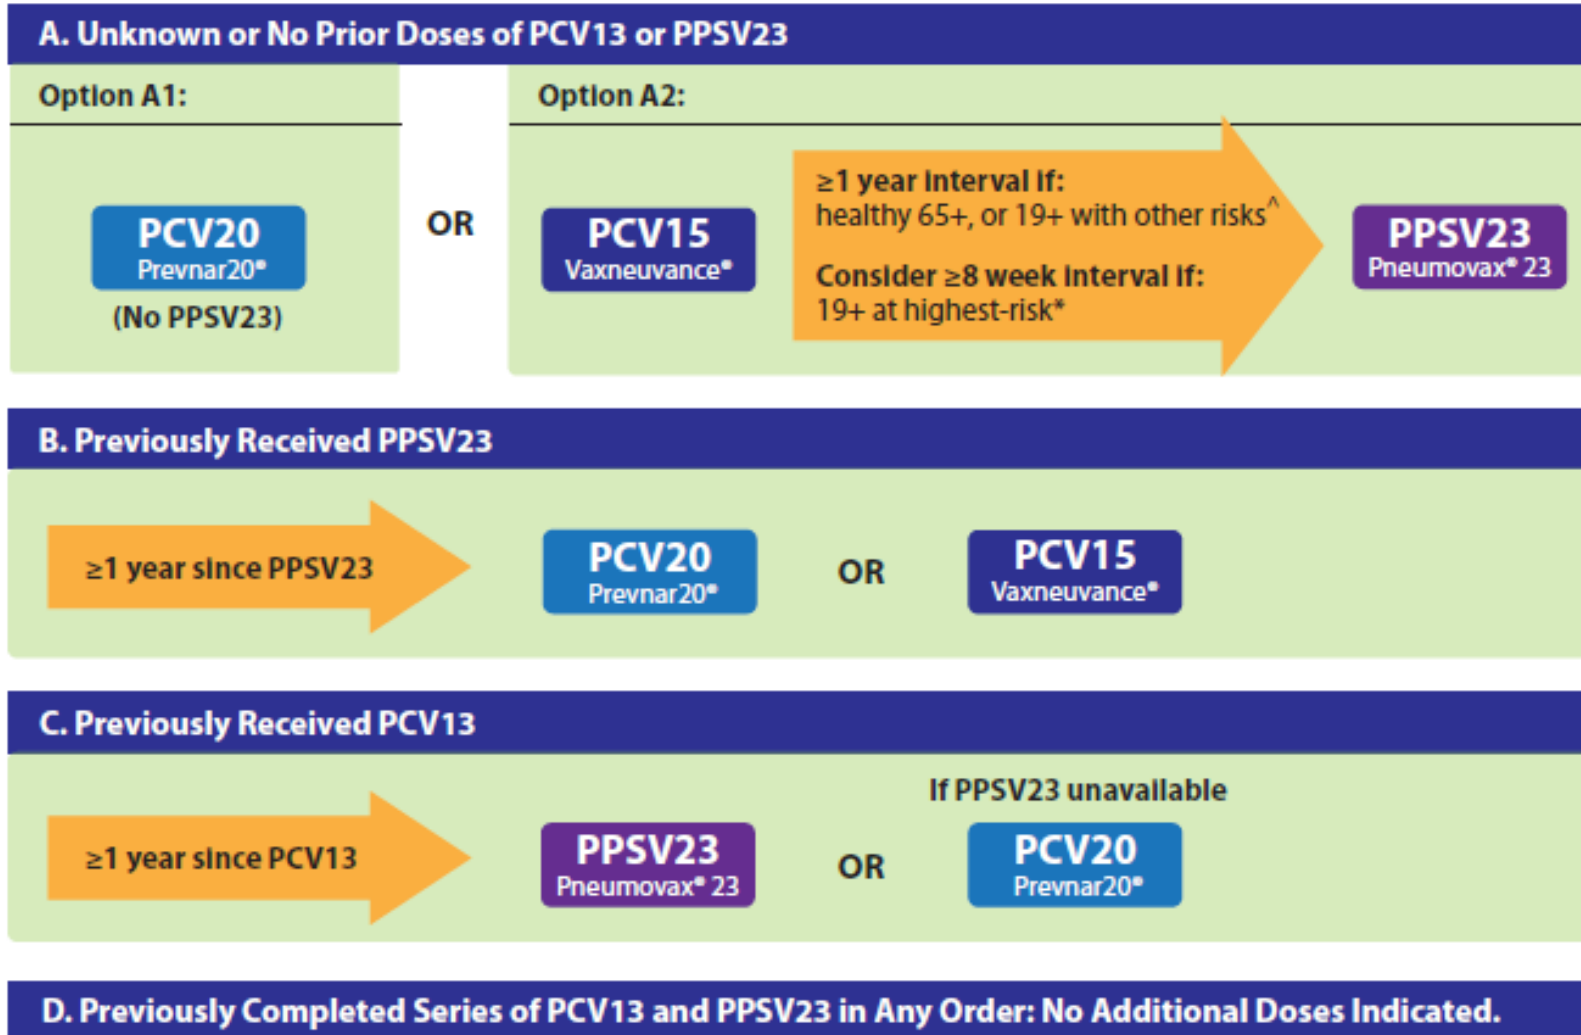 A. Unknown or No Prior Doses of PCV13 or PPSV23
Option A1:
PCV20
Prevnar20®
(No PPSV23)
OR
Option A2:
PCV15
Vaxneuvance®
≥1 year interval if:
healthy 65+, or 19+ with other risks^
Consider ≥8 week interval if:
19+ at highest-risk*
PPSV23
Pneumovax® 23
B. Previously Received PPSV23
≥1 year since PPSV23
PCV20
Prevnar20®
OR
PCV15
Vaxneuvance®
C. Previously Received PCV13
≥1 year since PCV13
PPSV23
Pneumovax® 23
OR
If PPSV23 unavailable
PCV20
Prevnar20®
D. Previously Completed Series of PCV13 and PPSV23 in Any Order: No Additional Doses Indicated.